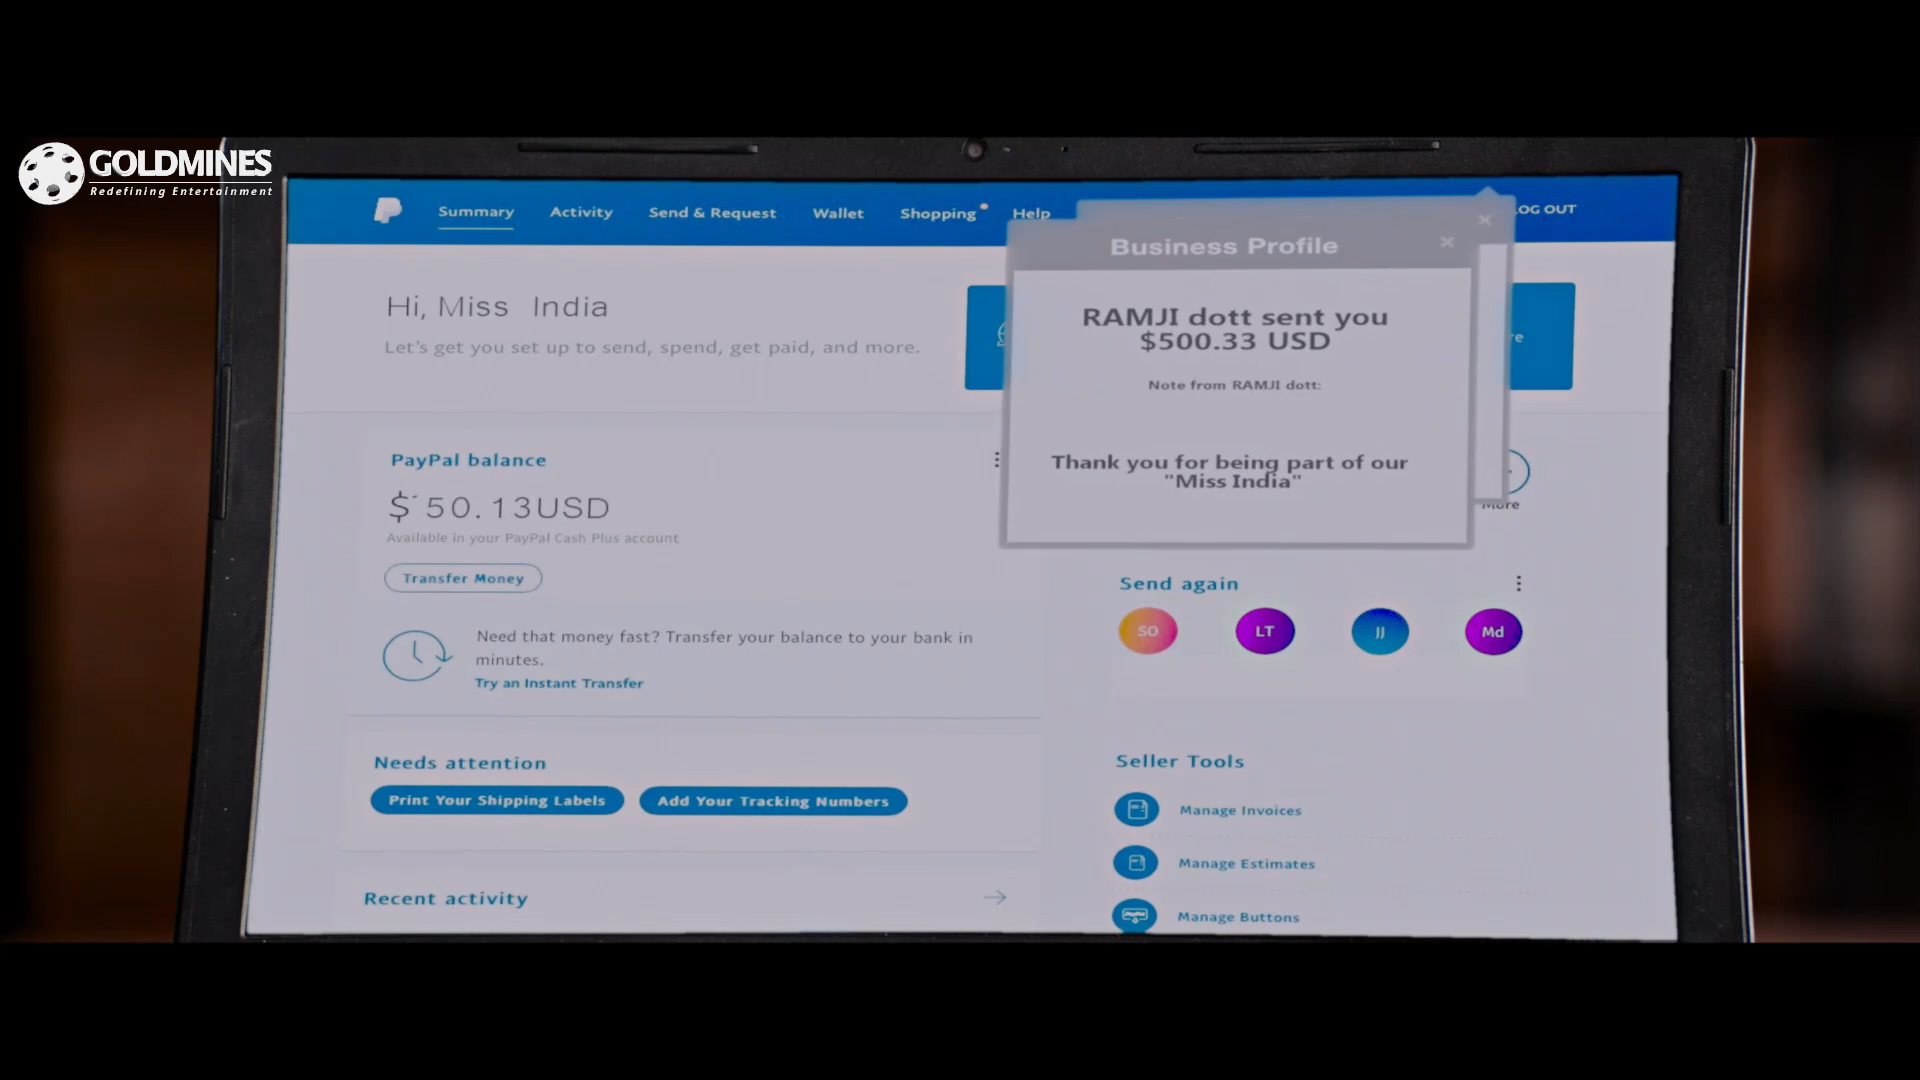 GOLDMINES
Redefining Entertainment
Summary Activity Send & Request Wallet Shopping Help OG OUT
Business Profile
Hi, Miss India
Let's get you set up to send, spend, get paid, and more.
RAMJI dott sent you
$500.33 USD
re
Note from RAMJI dott:
Thank you for being part of our
"Miss India"
More
PayPal balance
50.13USD
Available in your PayPal Cash Plus account
Transfer Money
Need that money fast? Transfer your balance to your bank in
minutes.
Try an Instant Transfer
Send again
SO LT JJ Md
Needs attention
Print Your Shipping Labels Add Your Tracking Numbers
Seller Tools
Manage Invoices
Manage Estimates
Manage Buttons
Recent activity